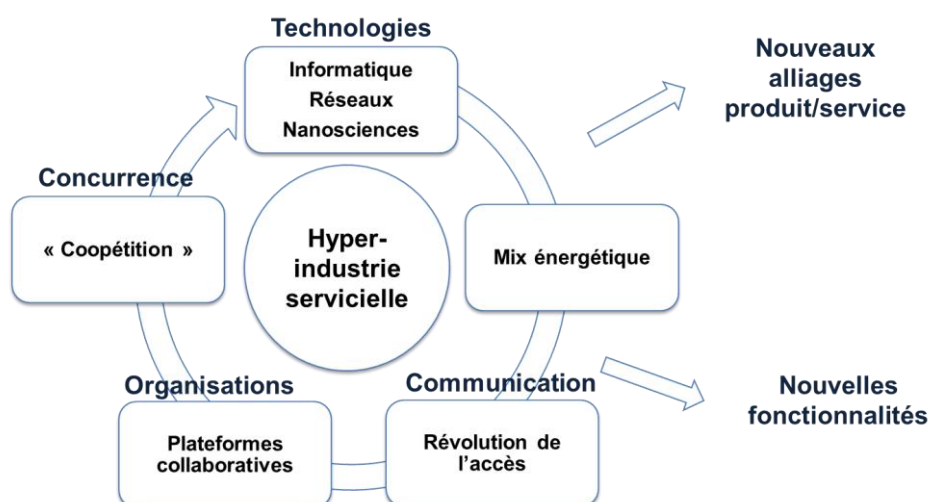 Technologies
Informatique
Réseaux
Nanosciences
Nouveaux
alliages
produit/service
Concurrence
« Coopétition »
Hyper-
industrie
servicielle
Mix énergétique
Organisations
Plateformes
collaboratives
Communication
Révolution de
l'accès
Nouvelles
fonctionnalités